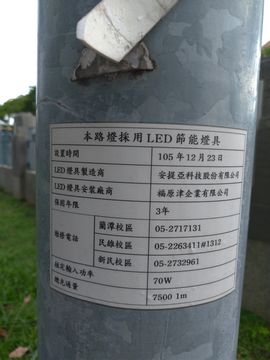 本路燈採用LED節能燈具
設置時間 105年12月23日
LED燈具製造商 安提亞科技股份有限公司
LED燈具安裝廠商 福原津企業有限公司
保固年限 3年
維修電話 蘭潭校區 05-2717131
民雄校區 05-2263411#1312
新民校區 05-2732961
核定輸入功率 70W
總光通量 7500 lm